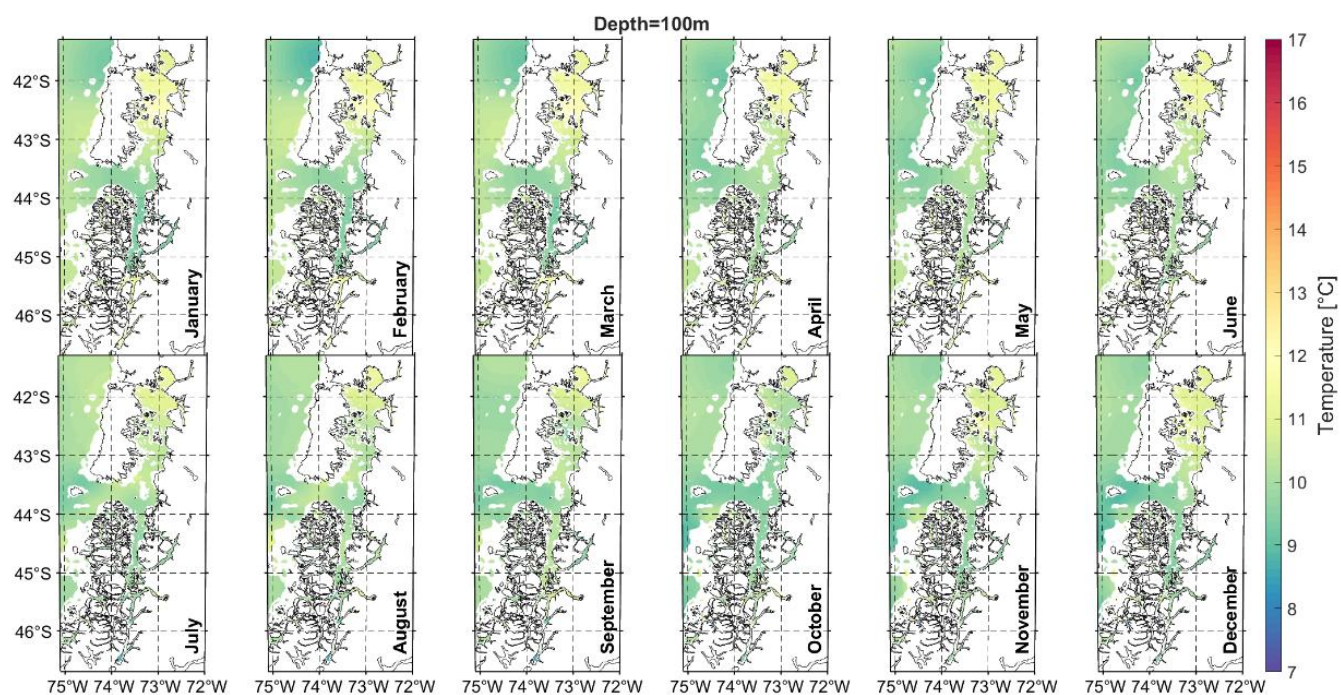 Depth=100m
42°S
43°S
44°S
45°S
46°S
January
February
March
April
May
June
42°S
43°S
44°S
45°S
46°S
July
August
September
October
November
December
75°W 74°W 73°W 72°W 75°W 74°W 73°W 72°W 75°W 74°W 73°W 72°W 75°W 74°W 73°W 72°W 75°W 74°W 73°W 72°W 75°W 74°W 73°W 72°W
17
16
15
14
13
12
11
10
9
8
7
Temperature [°C]